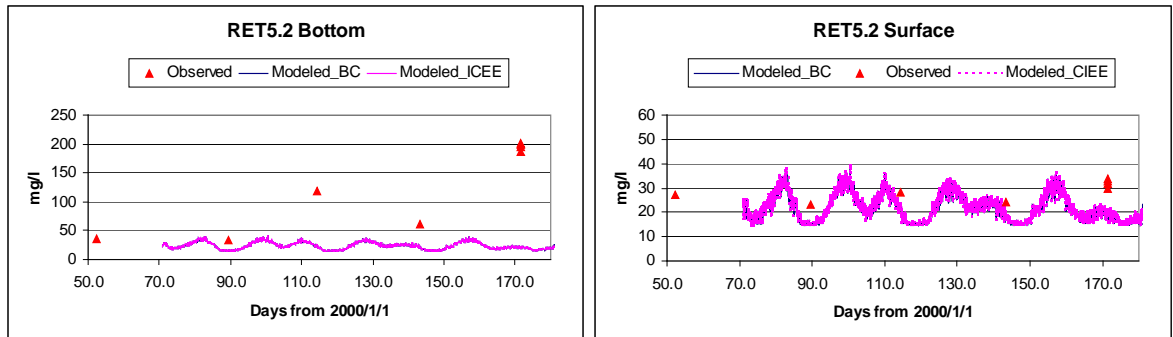 RET5.2 Bottom
Observed Modeled_BC Modeled_ICEE
250
200
150
100
50
0
mg/l
50.0 70.0 90.0 110.0 130.0 150.0 170.0
Days from 2000/1/1
RET5.2 Surface
Modeled_BC Observed Modeled_CIEE
60
50
40
30
20
10
0
mg/l
50.0 70.0 90.0 110.0 130.0 150.0 170.0
Days from 2000/1/1